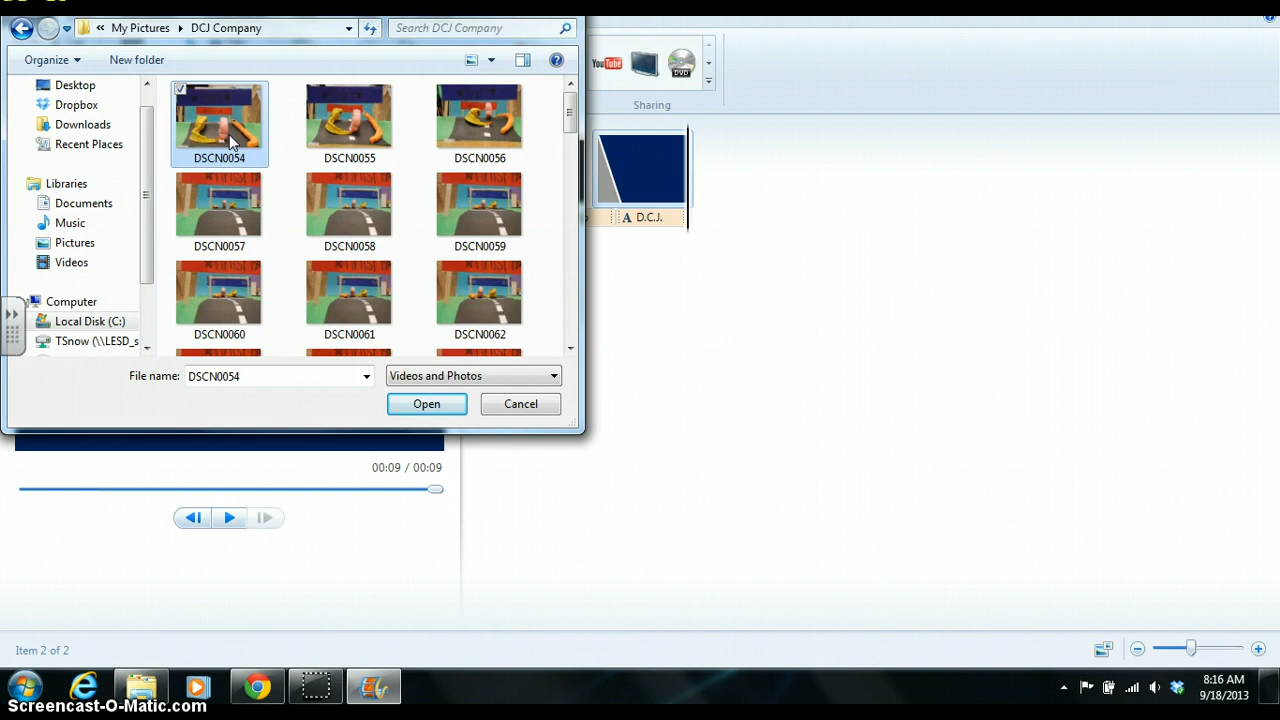 « My Pictures ▸ DCJ Company
Search DCJ Company
Organize
New folder
Desktop
Dropbox
Downloads
Recent Places
Libraries
Documents
Music
Pictures
Videos
Computer
Local Disk (C:)
TSnow (\\LESD_s
DSCN0054 DSCN0055 DSCN0056
DSCN0057 DSCN0058 DSCN0059
DSCN0060 DSCN0061 DSCN0062
File name: DSCN0054
Videos and Photos
Open Cancel
YouTube
DVD
Sharing
A D.C.J.
00:09 / 00:09
Item 2 of 2
8:16 AM
9/18/2013
Screencast-O-Matic.com